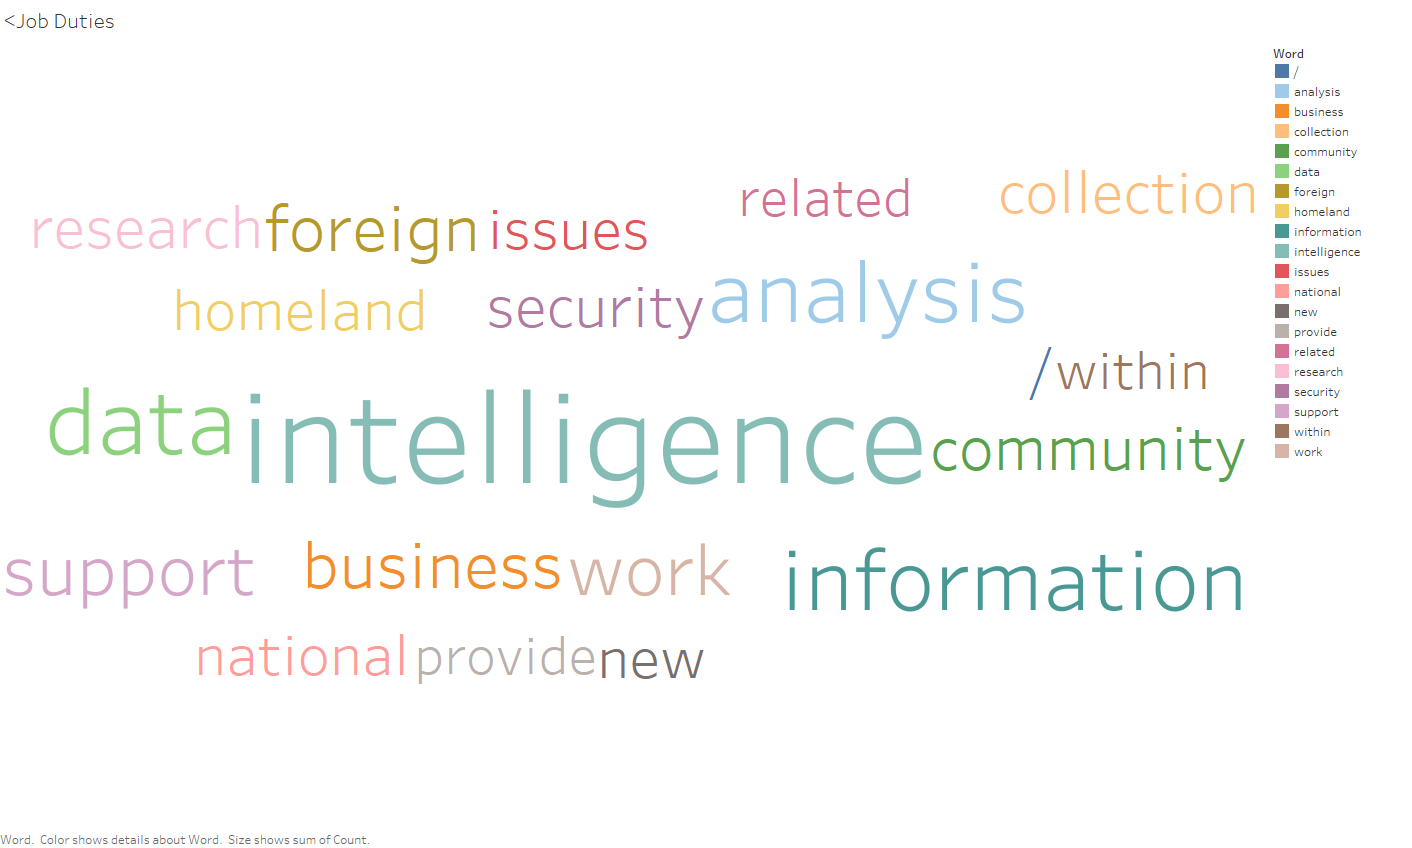 <Job Duties
related
collection
research foreign issues
homeland security analysis
/ within
data intelligence community
support business work information
national provide new
Word
/
analysis
business
collection
community
data
foreign
homeland
information
intelligence
issues
national
new
provide
related
research
security
support
within
work
Word. Color shows details about Word. Size shows sum of Count.